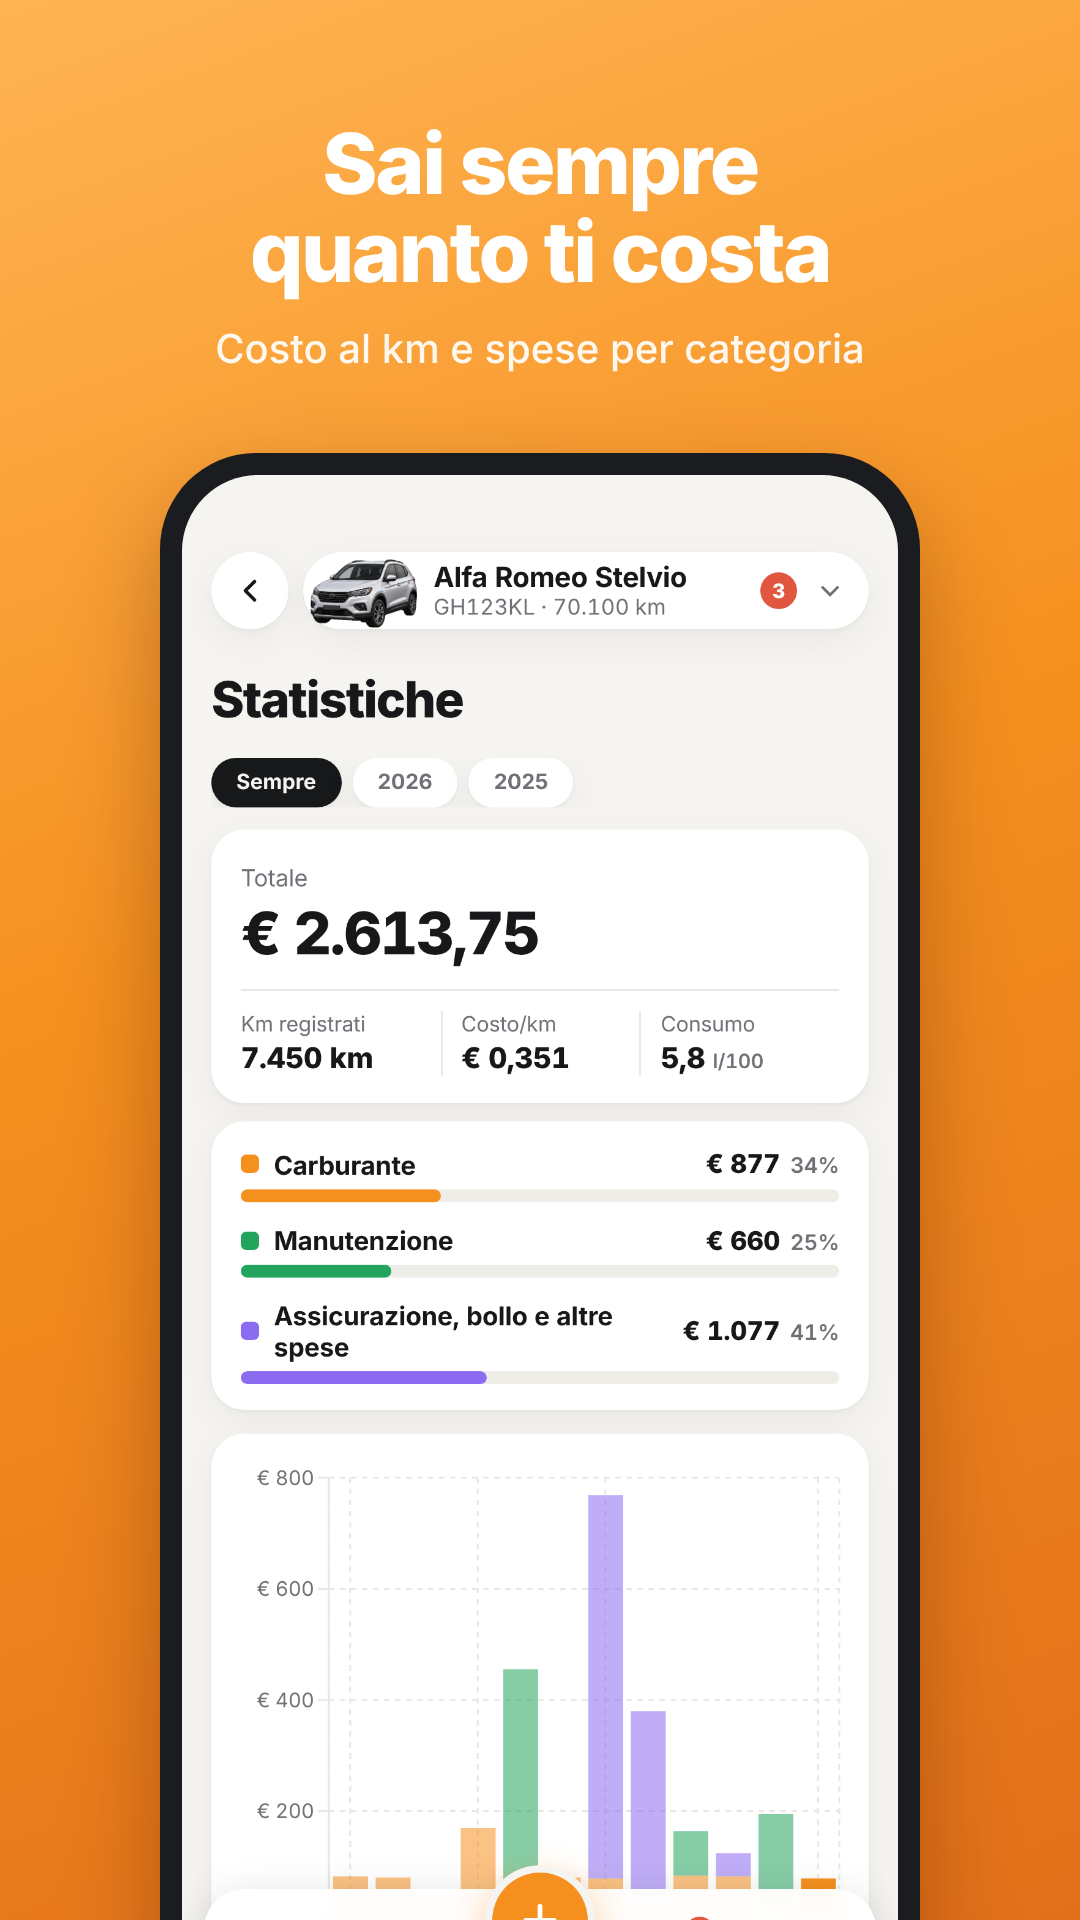 Sai sempre
quanto ti costa
Costo al km e spese per categoria
Alfa Romeo Stelvio
GH123KL · 70.100 km
3
Statistiche
Sempre
2026
2025
Totale
€ 2.613,75
Km registrati
Costo/km
Consumo
7.450 km
€ 0,351
5,8 l/100
Carburante
€ 877 34%
Manutenzione
€ 660 25%
Assicurazione, bollo e altre
spese
€ 1.077 41%
€ 800
€ 600
€ 400
€ 200